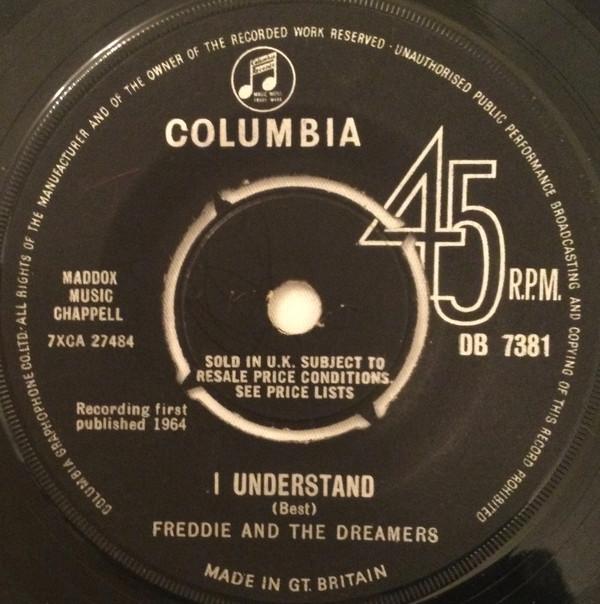 COLUMBIA GRAPHOPHONE CO. LTD. · ALL RIGHTS OF THE MANUFACTURER AND OF THE OWNER OF THE RECORDED WORK RESERVED · UNAUTHORISED PUBLIC PERFORMANCE BROADCASTING AND COPYING OF THIS RECORD PROHIBITED
COLUMBIA
45
R.P.M.
MADDOX
MUSIC
CHAPPELL
7XCA 27484
DB 7381
SOLD IN U.K. SUBJECT TO
RESALE PRICE CONDITIONS.
SEE PRICE LISTS
Recording first
published 1964
I UNDERSTAND
(Best)
FREDDIE AND THE DREAMERS
MADE IN GT. BRITAIN